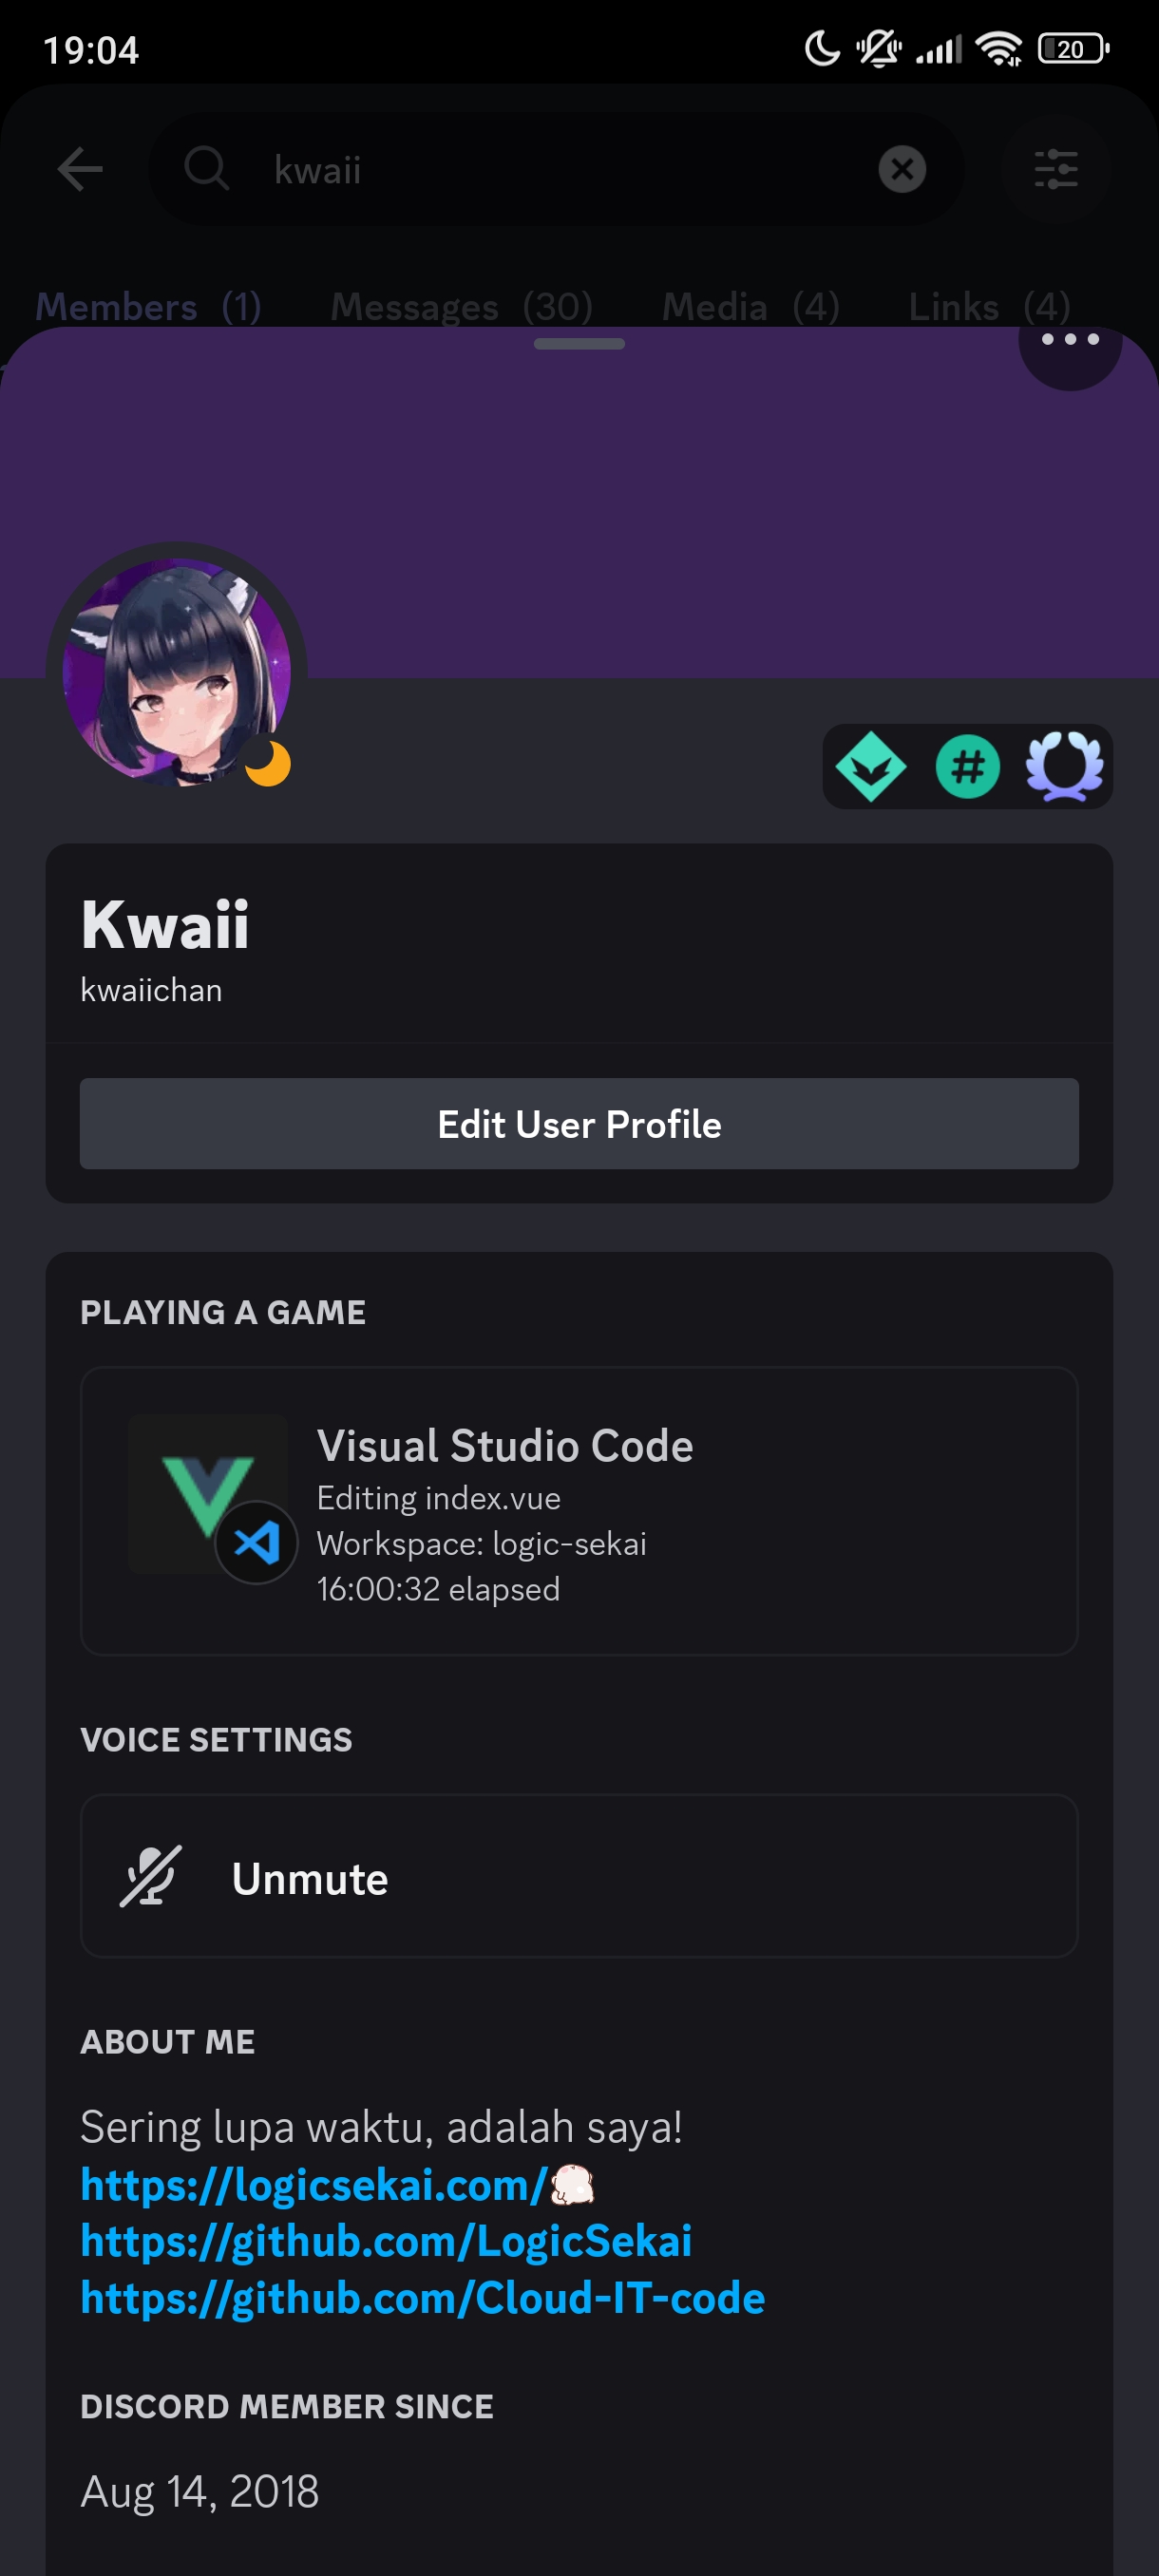 19:04
20
kwaii
Members (1) Messages (30) Media (4) Links (4)
Kwaii
kwaiichan
Edit User Profile
PLAYING A GAME
Visual Studio Code
Editing index.vue
Workspace: logic-sekai
16:00:32 elapsed
VOICE SETTINGS
Unmute
ABOUT ME
Sering lupa waktu, adalah saya!
https://logicsekai.com/
https://github.com/LogicSekai
https://github.com/Cloud-IT-code
DISCORD MEMBER SINCE
Aug 14, 2018